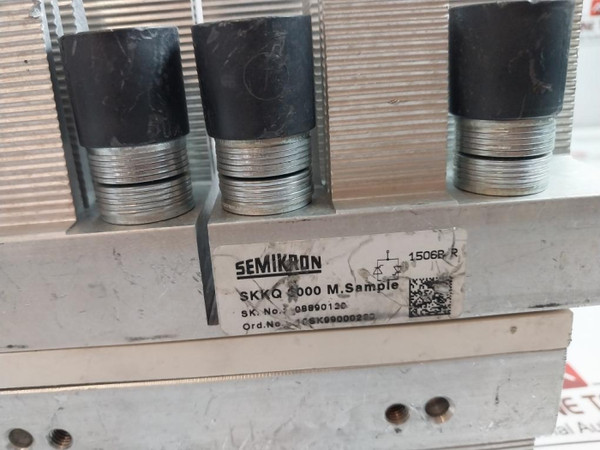 SEMIKRON
1506B R
SKKQ 3000 M.Sample
SK. No.: 08890120
Ord.No.: